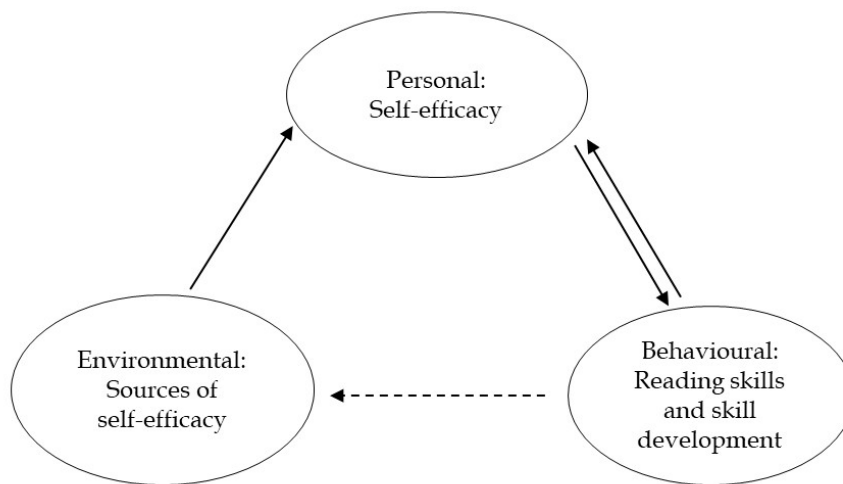 Personal:
Self-efficacy
Environmental:
Sources of
self-efficacy
Behavioural:
Reading skills
and skill
development